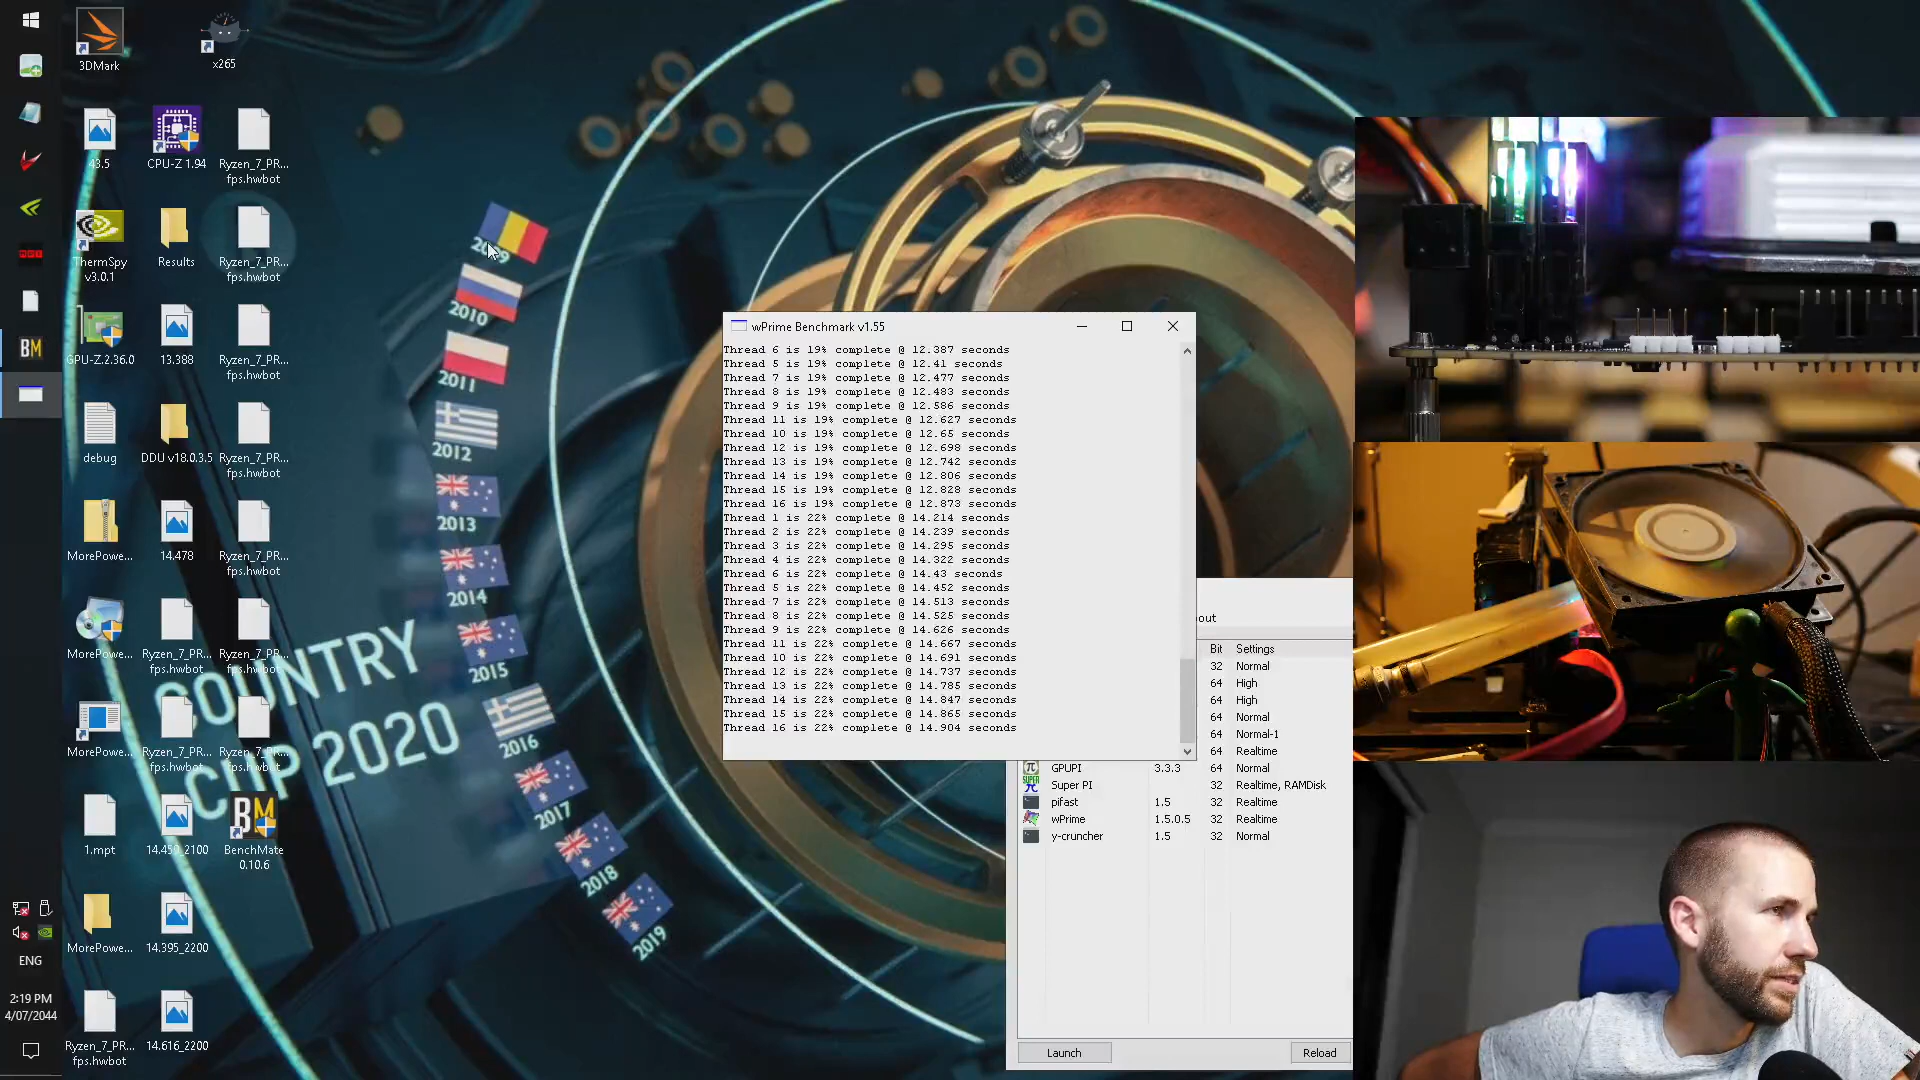 3DMark
x265
43.5
CPU-Z 1.94
Ryzen_7_PR...
fps.hwbot
ThermSpy
v3.0.1
Results
Ryzen_7_PR...
fps.hwbot
GPU-Z.2.36.0
13.388
Ryzen_7_PR...
fps.hwbot
debug
DDU v18.0.3.5
Ryzen_7_PR...
fps.hwbot
MorePowe...
14.478
Ryzen_7_PR...
fps.hwbot
MorePowe...
Ryzen_7_PR...
fps.hwbot
Ryzen_7_PR...
fps.hwbot
MorePowe...
Ryzen_7_PR...
fps.hwbot
Ryzen_7_PR...
fps.hwbot
1.mpt
14.459_2100
BM
BenchMate
0.10.6
MorePowe...
14.395_2200
Ryzen_7_PR...
fps.hwbot
14.616_2200
BM
ENG
2:19 PM
4/07/2044
COUNTRY
CUP 2020
2009
2010
2011
2012
2013
2014
2015
2016
2017
2018
2019
wPrime Benchmark v1.55
Thread 6 is 19% complete @ 12.387 seconds
Thread 5 is 19% complete @ 12.41 seconds
Thread 7 is 19% complete @ 12.477 seconds
Thread 8 is 19% complete @ 12.483 seconds
Thread 9 is 19% complete @ 12.586 seconds
Thread 11 is 19% complete @ 12.627 seconds
Thread 10 is 19% complete @ 12.65 seconds
Thread 12 is 19% complete @ 12.698 seconds
Thread 13 is 19% complete @ 12.742 seconds
Thread 14 is 19% complete @ 12.806 seconds
Thread 15 is 19% complete @ 12.828 seconds
Thread 16 is 19% complete @ 12.873 seconds
Thread 1 is 22% complete @ 14.214 seconds
Thread 2 is 22% complete @ 14.239 seconds
Thread 3 is 22% complete @ 14.295 seconds
Thread 4 is 22% complete @ 14.322 seconds
Thread 6 is 22% complete @ 14.43 seconds
Thread 5 is 22% complete @ 14.452 seconds
Thread 7 is 22% complete @ 14.513 seconds
Thread 8 is 22% complete @ 14.525 seconds
Thread 9 is 22% complete @ 14.626 seconds
Thread 11 is 22% complete @ 14.667 seconds
Thread 10 is 22% complete @ 14.691 seconds
Thread 12 is 22% complete @ 14.737 seconds
Thread 13 is 22% complete @ 14.785 seconds
Thread 14 is 22% complete @ 14.847 seconds
Thread 15 is 22% complete @ 14.865 seconds
Thread 16 is 22% complete @ 14.904 seconds
out
Bit Settings
32 Normal
64 High
64 High
64 Normal
64 Normal-1
64 Realtime
GPUPI 3.3.3 64 Normal
Super PI 32 Realtime, RAMDisk
pifast 1.5 32 Realtime
wPrime 1.5.0.5 32 Realtime
y-cruncher 1.5 32 Normal
Launch
Reload